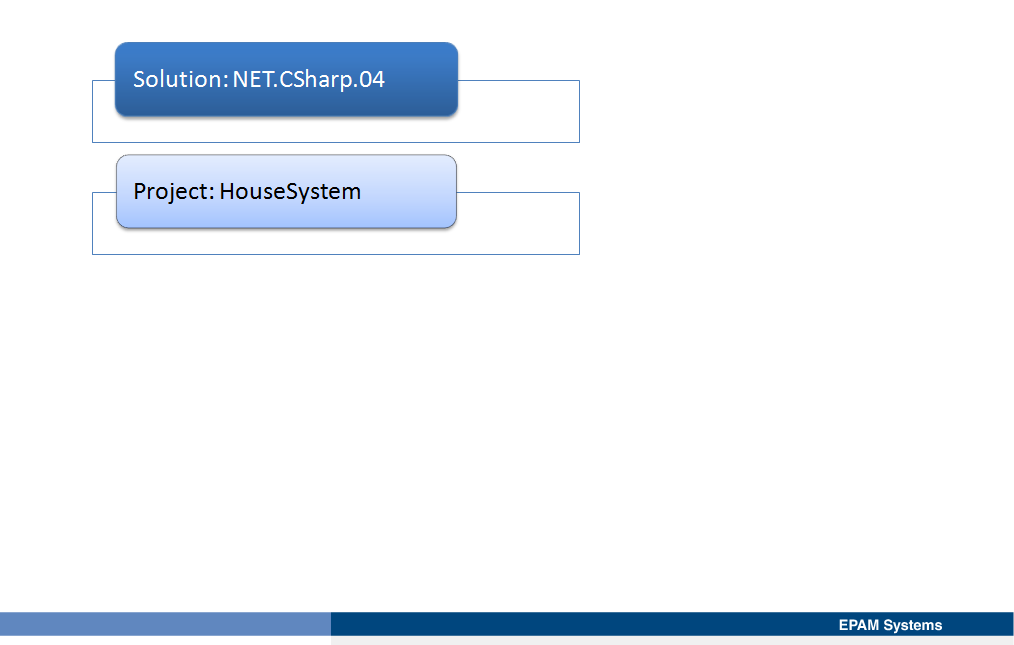 Solution: NET.CSharp.04
Project: HouseSystem
EPAM Systems